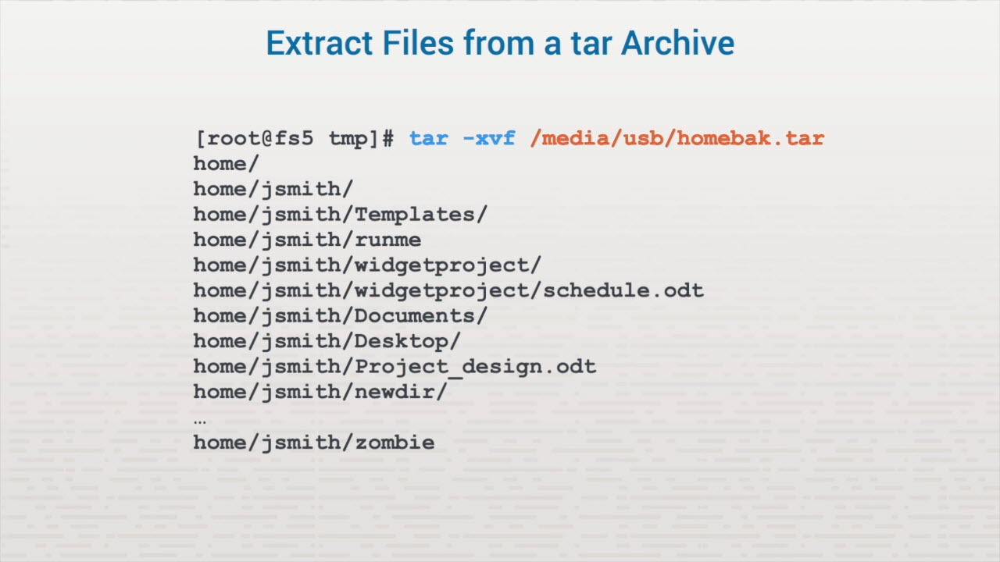 Extract Files from a tar Archive
[root@fs5 tmp]# tar -xvf /media/usb/homebak.tar
home/
home/jsmith/
home/jsmith/Templates/
home/jsmith/runme
home/jsmith/widgetproject/
home/jsmith/widgetproject/schedule.odt
home/jsmith/Documents/
home/jsmith/Desktop/
home/jsmith/Project_design.odt
home/jsmith/newdir/
…
home/jsmith/zombie